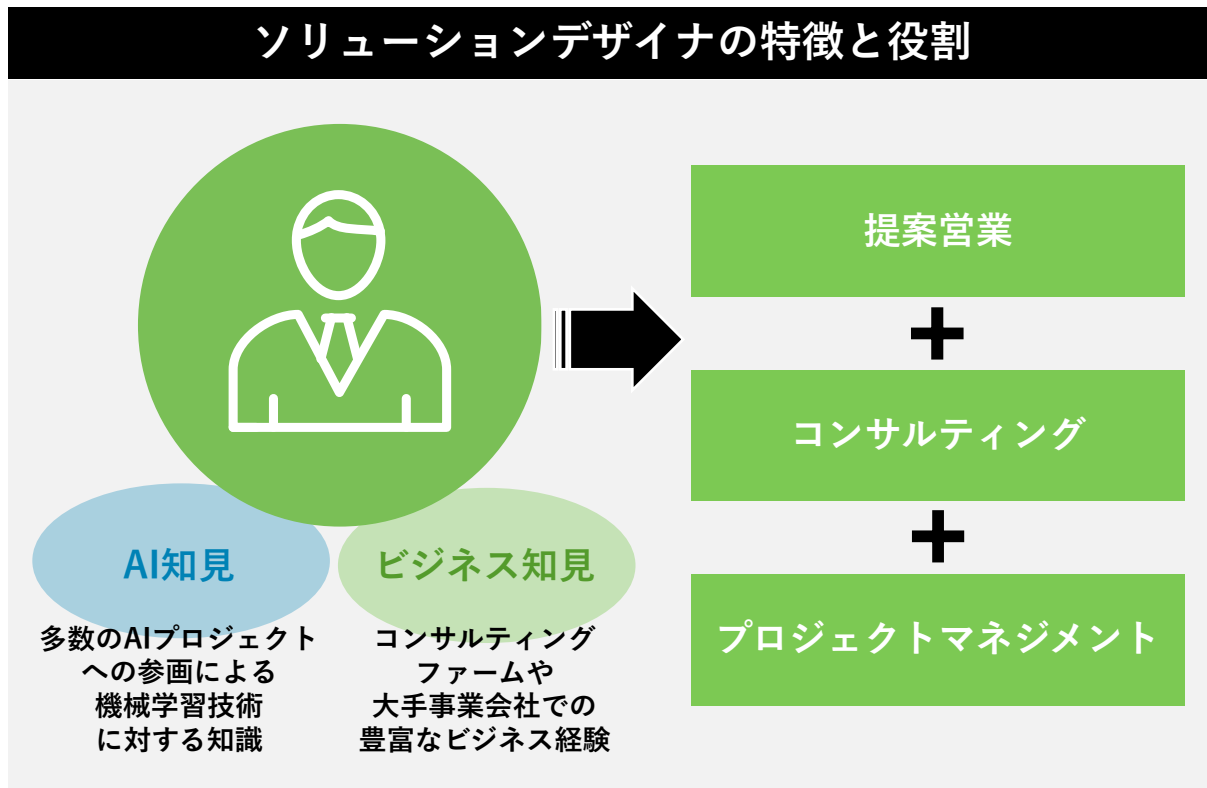 ソリューションデザイナの特徴と役割
AI知見
多数のAIプロジェクト
への参画による
機械学習技術
に対する知識
ビジネス知見
コンサルティング
ファームや
大手事業会社での
豊富なビジネス経験
提案営業
+
コンサルティング
+
プロジェクトマネジメント